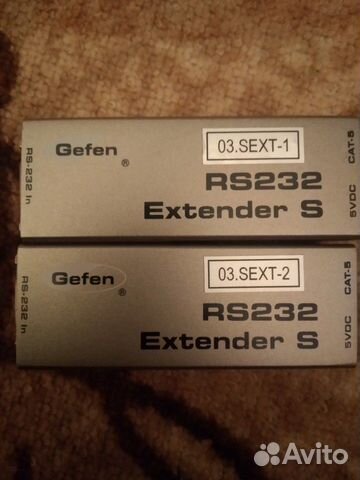 Gefen
®
03.SEXT-1
RS232
Extender S
RS-232 In
5VDC CAT-5
Gefen
®
03.SEXT-2
RS232
Extender S
RS-232 In
5VDC CAT-5
Avito